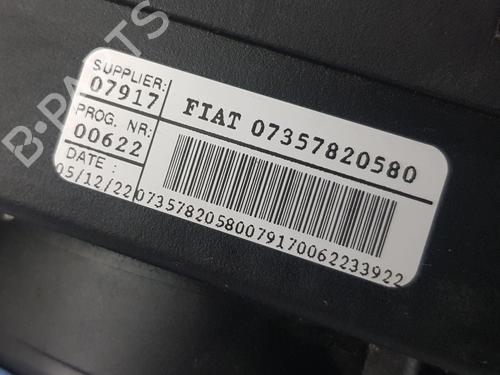 SUPPLIER:
07917
PROG. NR:
00622
DATE :
05/12/22
FIAT 07357820580
07357820580079170062233922
B-PARTS